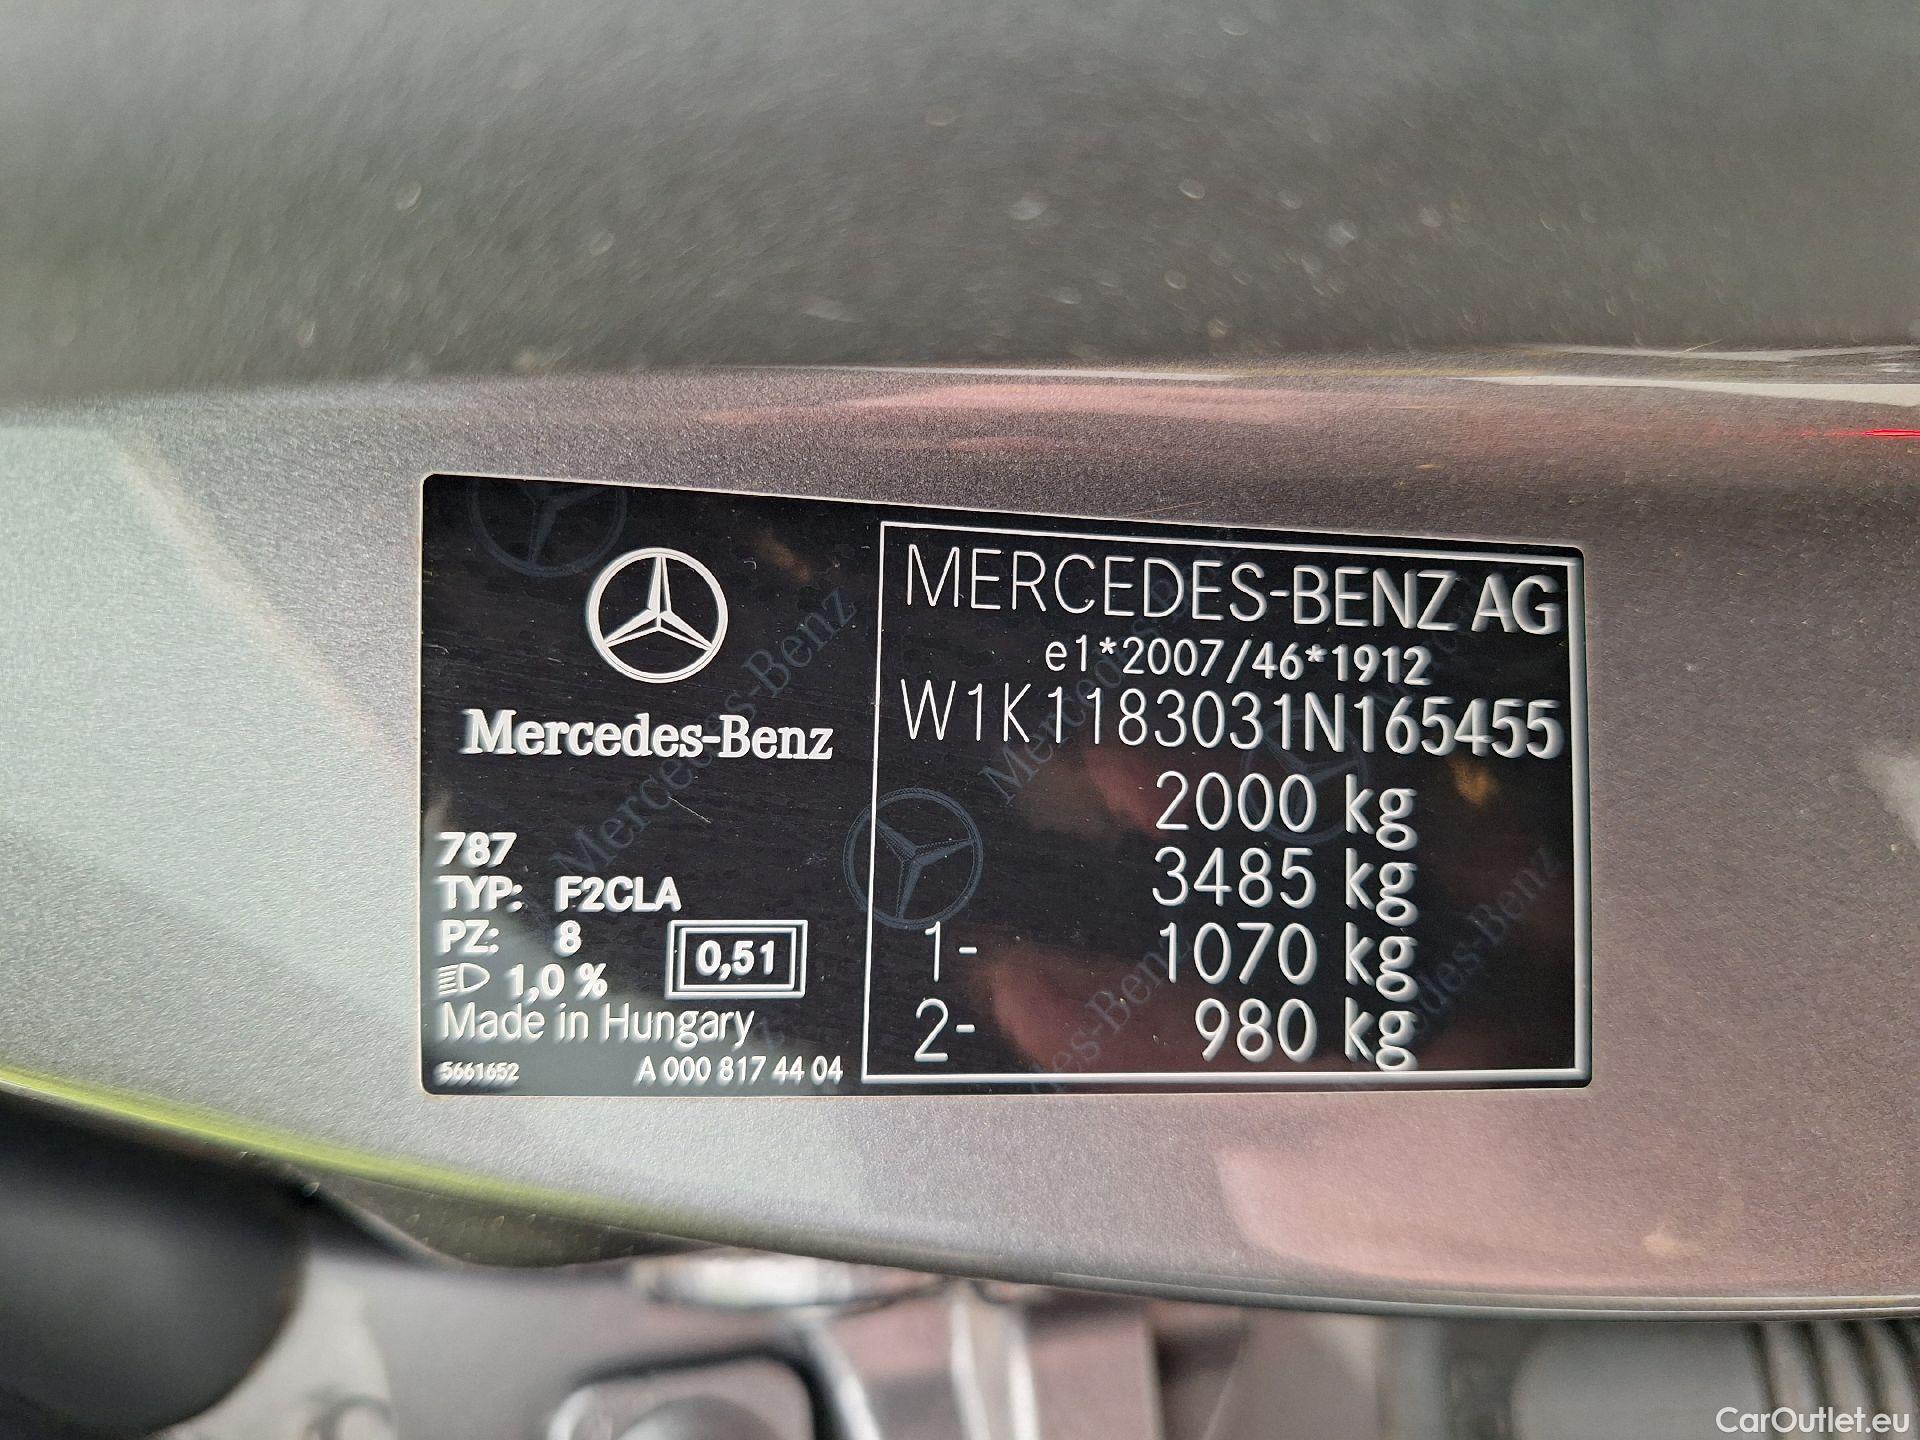 Mercedes-Benz
787
TYP: F2CLA
PZ: 8
1,0 %
0,51
Made in Hungary
5661652 A 000 817 44 04
MERCEDES-BENZ AG
e1*2007/46*1912
W1K1183031N165455
2000 kg
3485 kg
1- 1070 kg
2- 980 kg
CarOutlet.eu